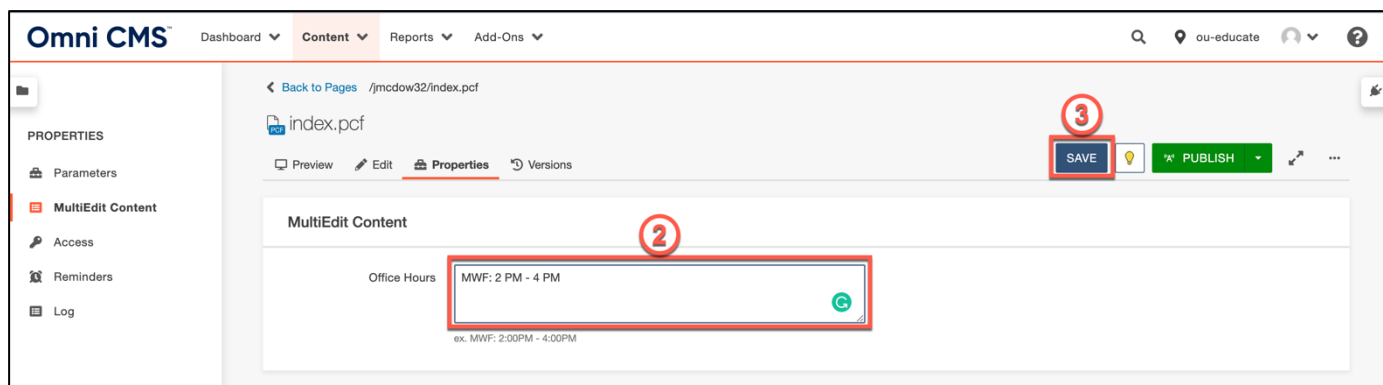 Omni CMS™ Dashboard Content Reports Add-Ons ou-educate
Back to Pages /jmcdow32/index.pcf
PCF index.pcf
3
Preview Edit Properties Versions SAVE PUBLISH
PROPERTIES
Parameters
MultiEdit Content
Access
Reminders
Log
MultiEdit Content
2
Office Hours MWF: 2 PM - 4 PM
ex. MWF: 2:00PM - 4:00PM